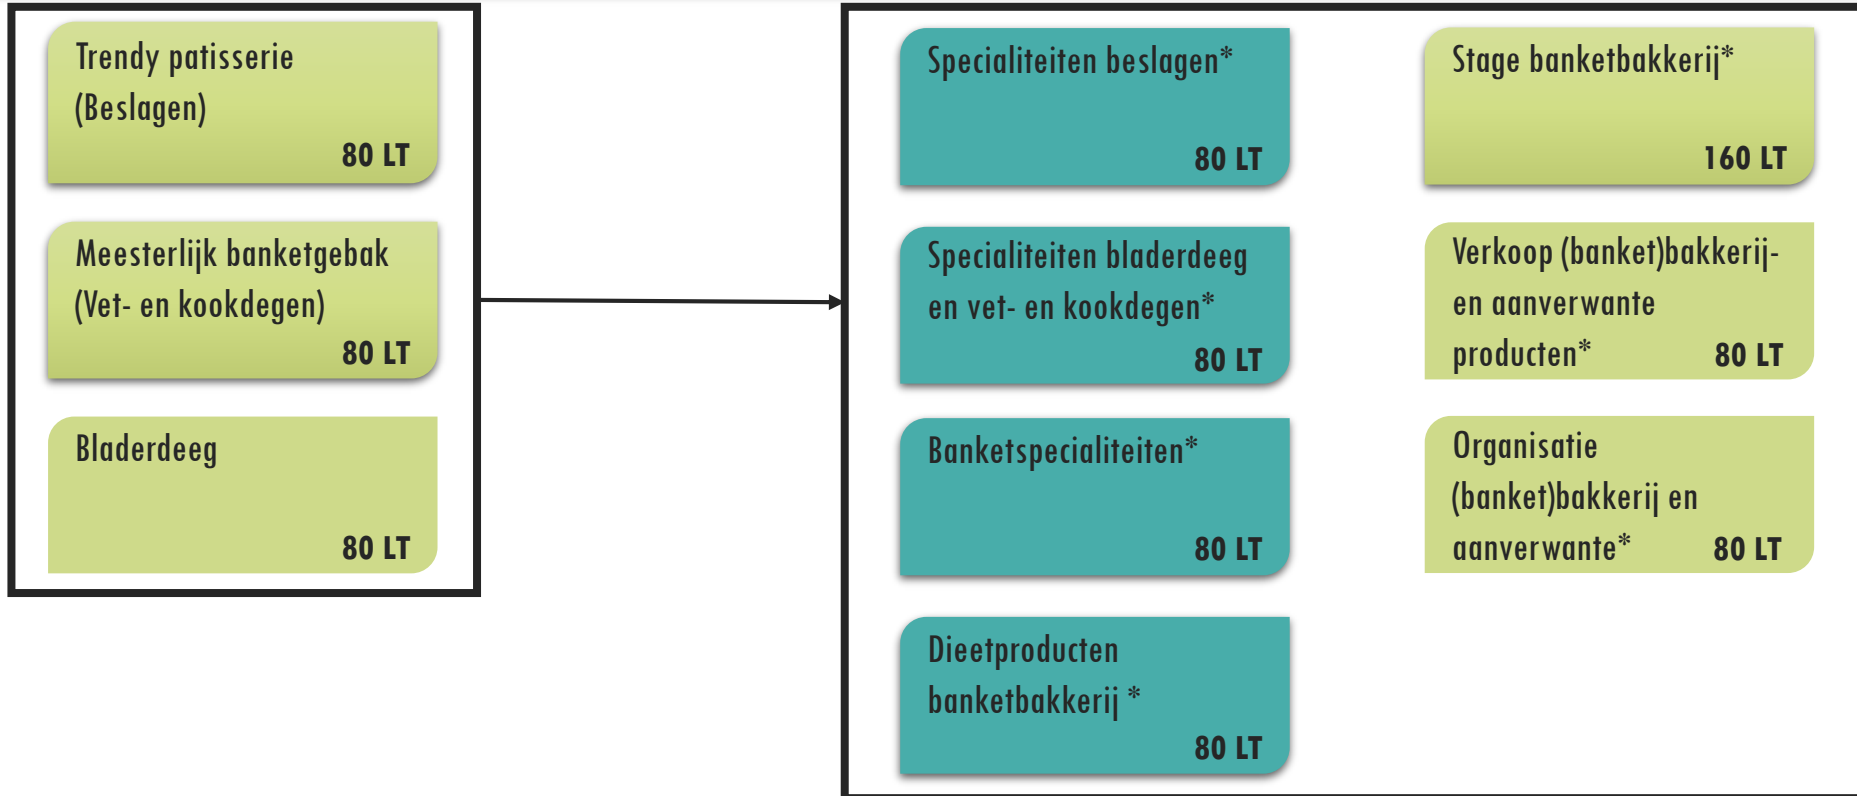 Trendy patisserie
(Beslagen)
80 LT
Meesterlijk banketgebak
(Vet- en kookdegen)
80 LT
Bladerdeeg
80 LT
Specialiteiten beslagen*
80 LT
Specialiteiten bladerdeeg
en vet- en kookdegen*
80 LT
Banketspecialiteiten*
80 LT
Dieetproducten
banketbakkerij *
80 LT
Stage banketbakkerij*
160 LT
Verkoop (banket)bakkerij-
en aanverwante
producten* 80 LT
Organisatie
(banket)bakkerij en
aanverwante* 80 LT